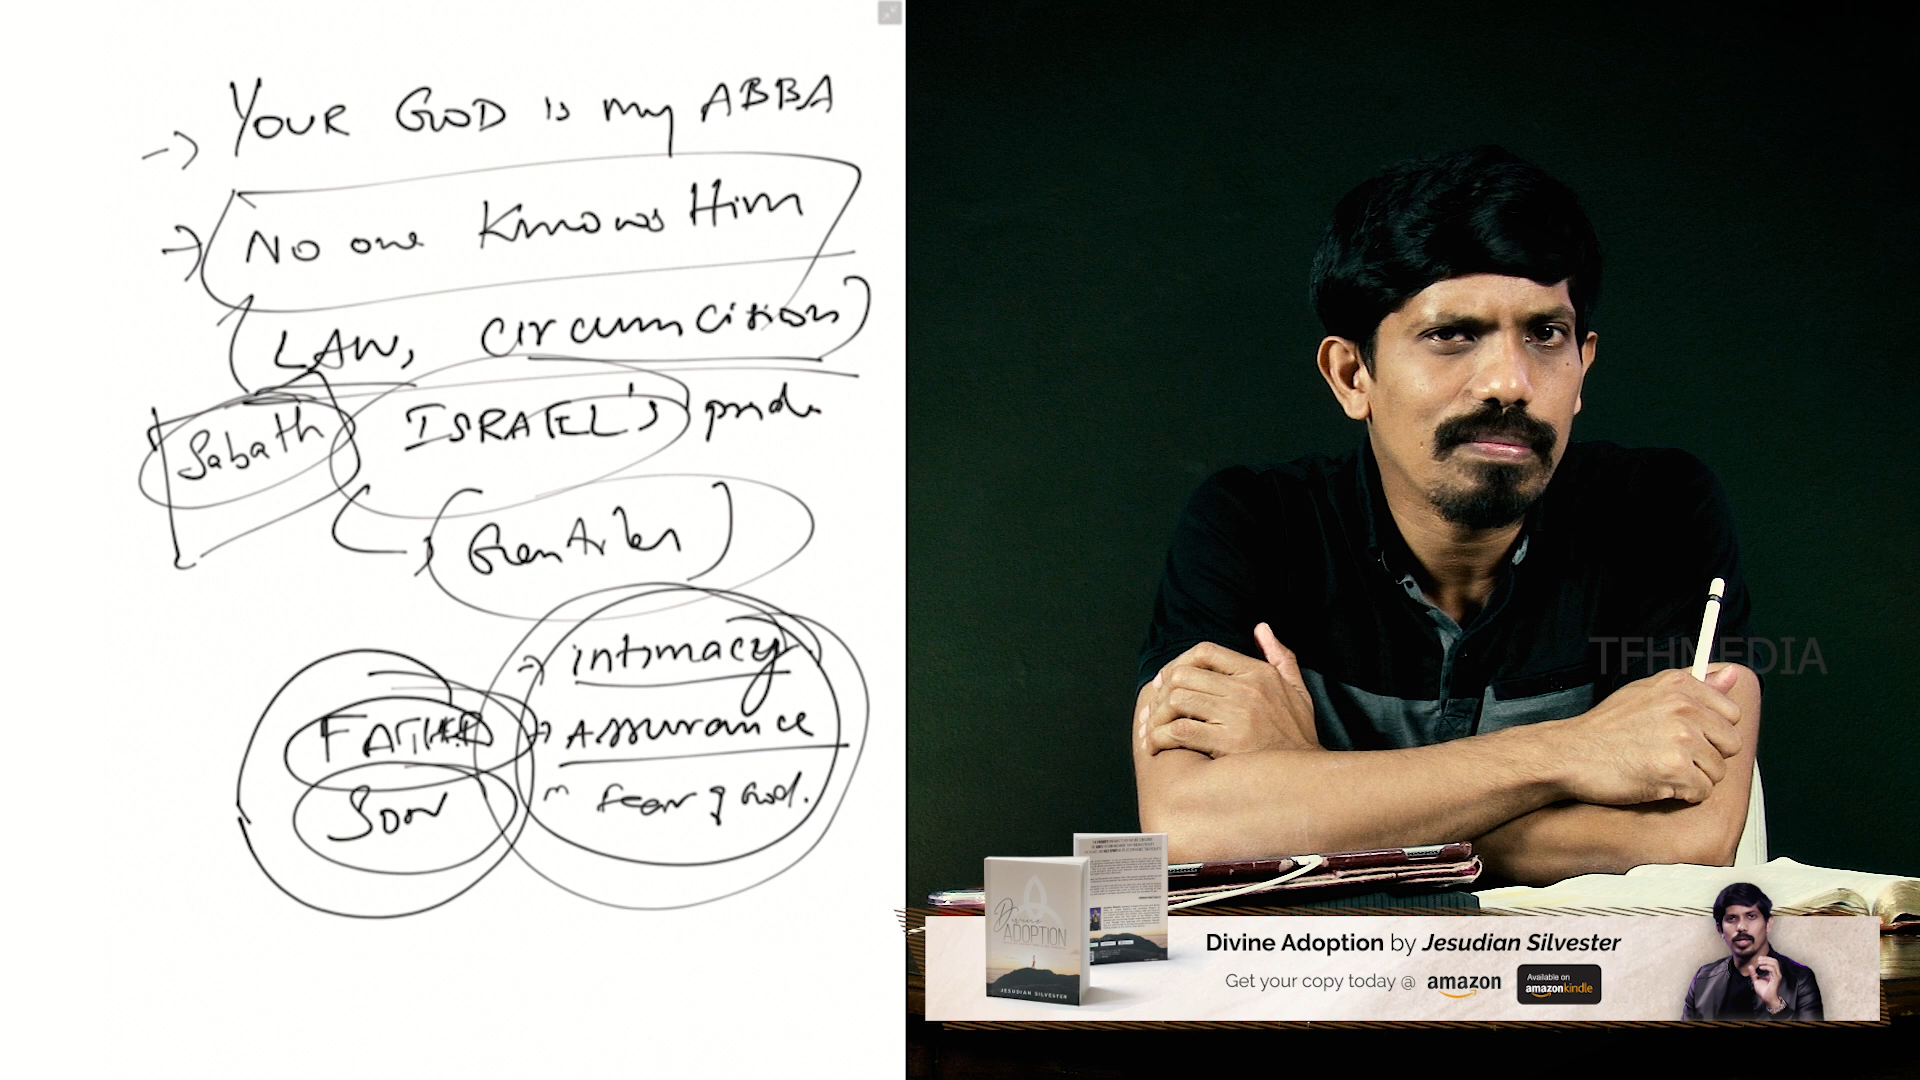 → YOUR GOD is my ABBA
→ No one Knows Him
(LAW, circumcision)
Sabath ISRAEL's pride
(Gentiles)
→ intimacy
FATHER → Assurance
Son fear of God.
TFHMEDIA
Divine ADOPTION
JESUDIAN SILVESTER
Divine Adoption by Jesudian Silvester
Get your copy today @ amazon Available on amazonkindle